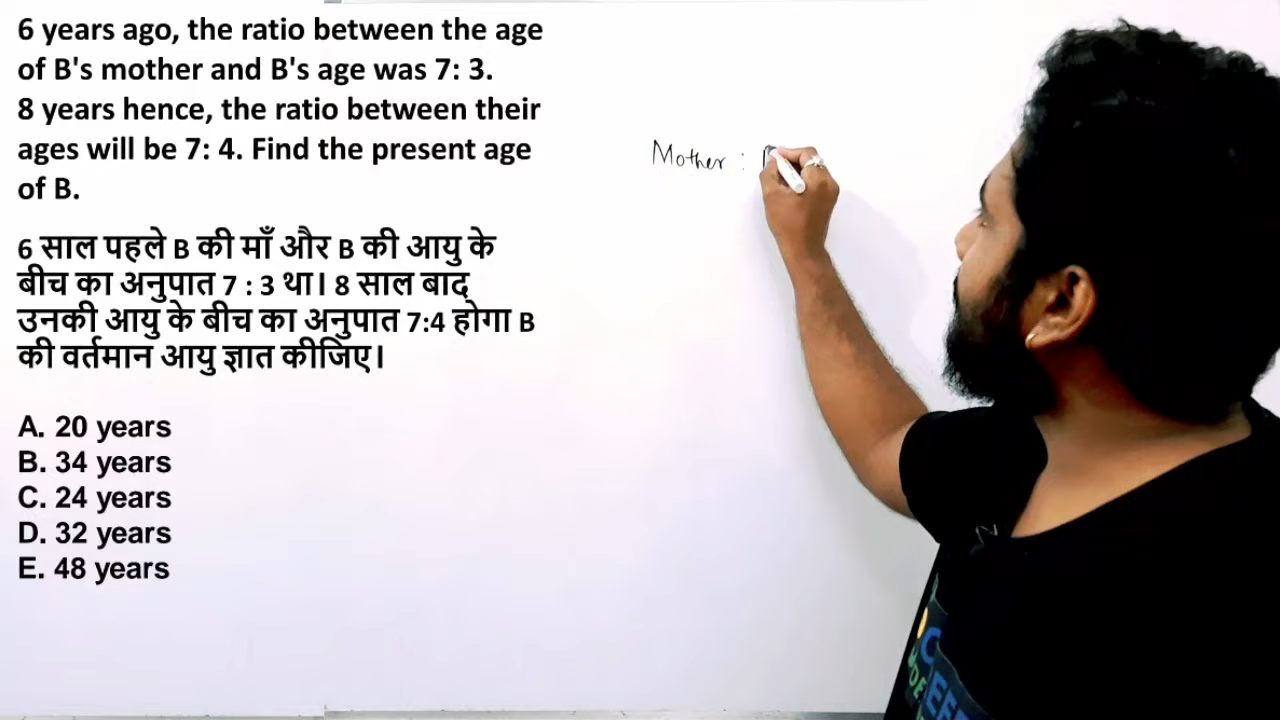 6 years ago, the ratio between the age
of B's mother and B's age was 7: 3.
8 years hence, the ratio between their
ages will be 7: 4. Find the present age
of B.
6 साल पहले B की माँ और B की आयु के
बीच का अनुपात 7 : 3 था। 8 साल बाद
उनकी आयु के बीच का अनुपात 7:4 होगा B
की वर्तमान आयु ज्ञात कीजिए।
A. 20 years
B. 34 years
C. 24 years
D. 32 years
E. 48 years
Mother :